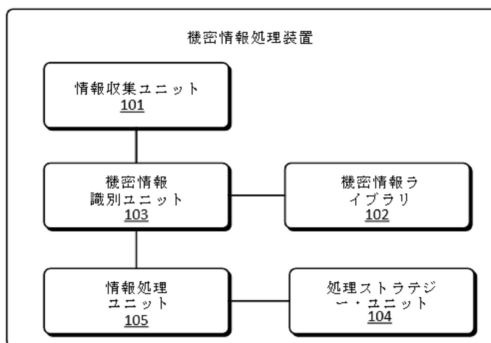 機密情報処理装置
情報収集ユニット
101
機密情報
識別ユニット
103
機密情報ラ
イブラリ
102
情報処理
ユニット
105
処理ストラテジ
ー・ユニット
104